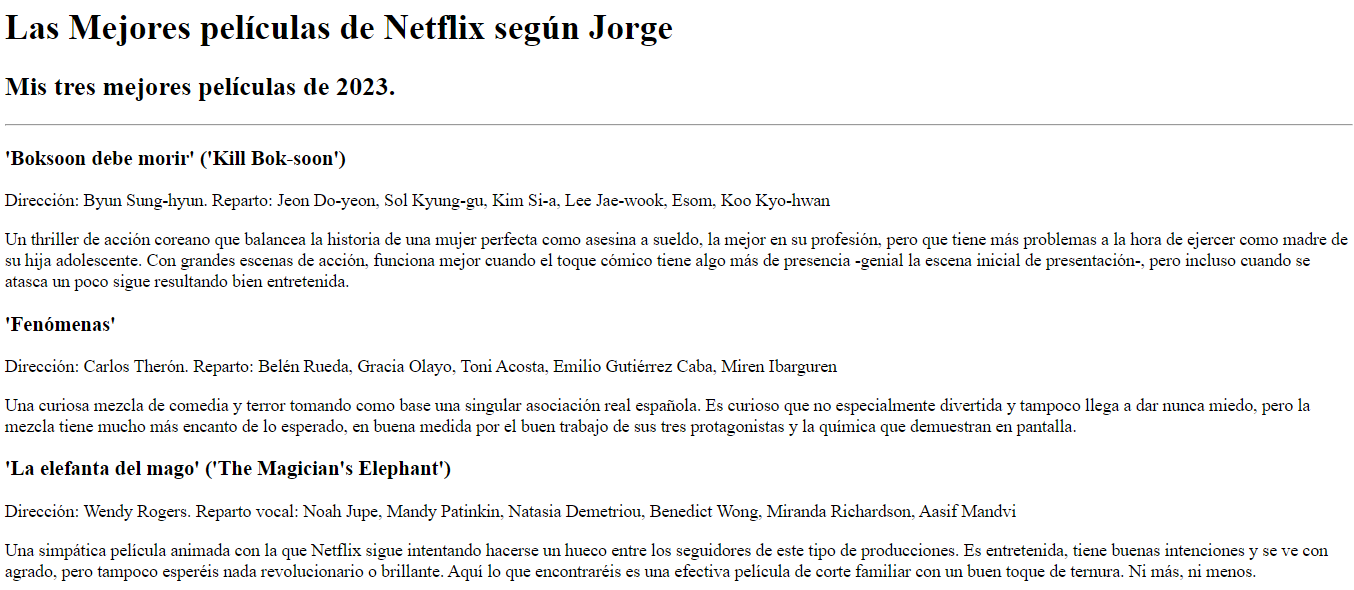 Las Mejores películas de Netflix según Jorge
Mis tres mejores películas de 2023.
'Boksoon debe morir' ('Kill Bok-soon')
Dirección: Byun Sung-hyun. Reparto: Jeon Do-yeon, Sol Kyung-gu, Kim Si-a, Lee Jae-wook, Esom, Koo Kyo-hwan
Un thriller de acción coreano que balancea la historia de una mujer perfecta como asesina a sueldo, la mejor en su profesión, pero que tiene más problemas a la hora de ejercer como madre de
su hija adolescente. Con grandes escenas de acción, funciona mejor cuando el toque cómico tiene algo más de presencia -genial la escena inicial de presentación-, pero incluso cuando se
atasca un poco sigue resultando bien entretenida.
'Fenómenas'
Dirección: Carlos Therón. Reparto: Belén Rueda, Gracia Olayo, Toni Acosta, Emilio Gutiérrez Caba, Miren Ibarguren
Una curiosa mezcla de comedia y terror tomando como base una singular asociación real española. Es curioso que no especialmente divertida y tampoco llega a dar nunca miedo, pero la
mezcla tiene mucho más encanto de lo esperado, en buena medida por el buen trabajo de sus tres protagonistas y la química que demuestran en pantalla.
'La elefanta del mago' ('The Magician's Elephant')
Dirección: Wendy Rogers. Reparto vocal: Noah Jupe, Mandy Patinkin, Natasia Demetriou, Benedict Wong, Miranda Richardson, Aasif Mandvi
Una simpática película animada con la que Netflix sigue intentando hacerse un hueco entre los seguidores de este tipo de producciones. Es entretenida, tiene buenas intenciones y se ve con
agrado, pero tampoco esperéis nada revolucionario o brillante. Aquí lo que encontraréis es una efectiva película de corte familiar con un buen toque de ternura. Ni más, ni menos.